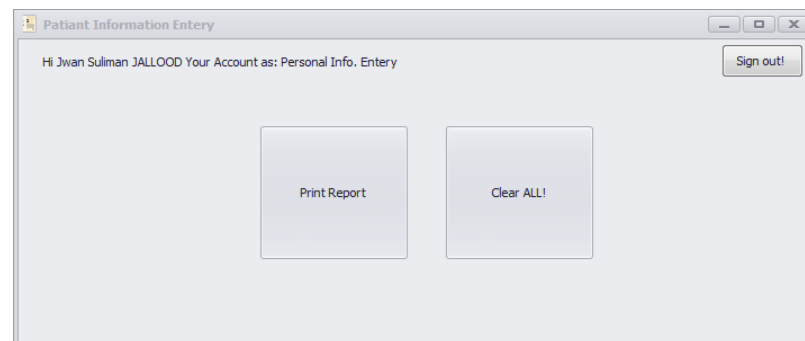 Patiant Information Entery
Hi Jwan Suliman JALLOOD Your Account as: Personal Info. Entery
Sign out!
Print Report
Clear ALL!